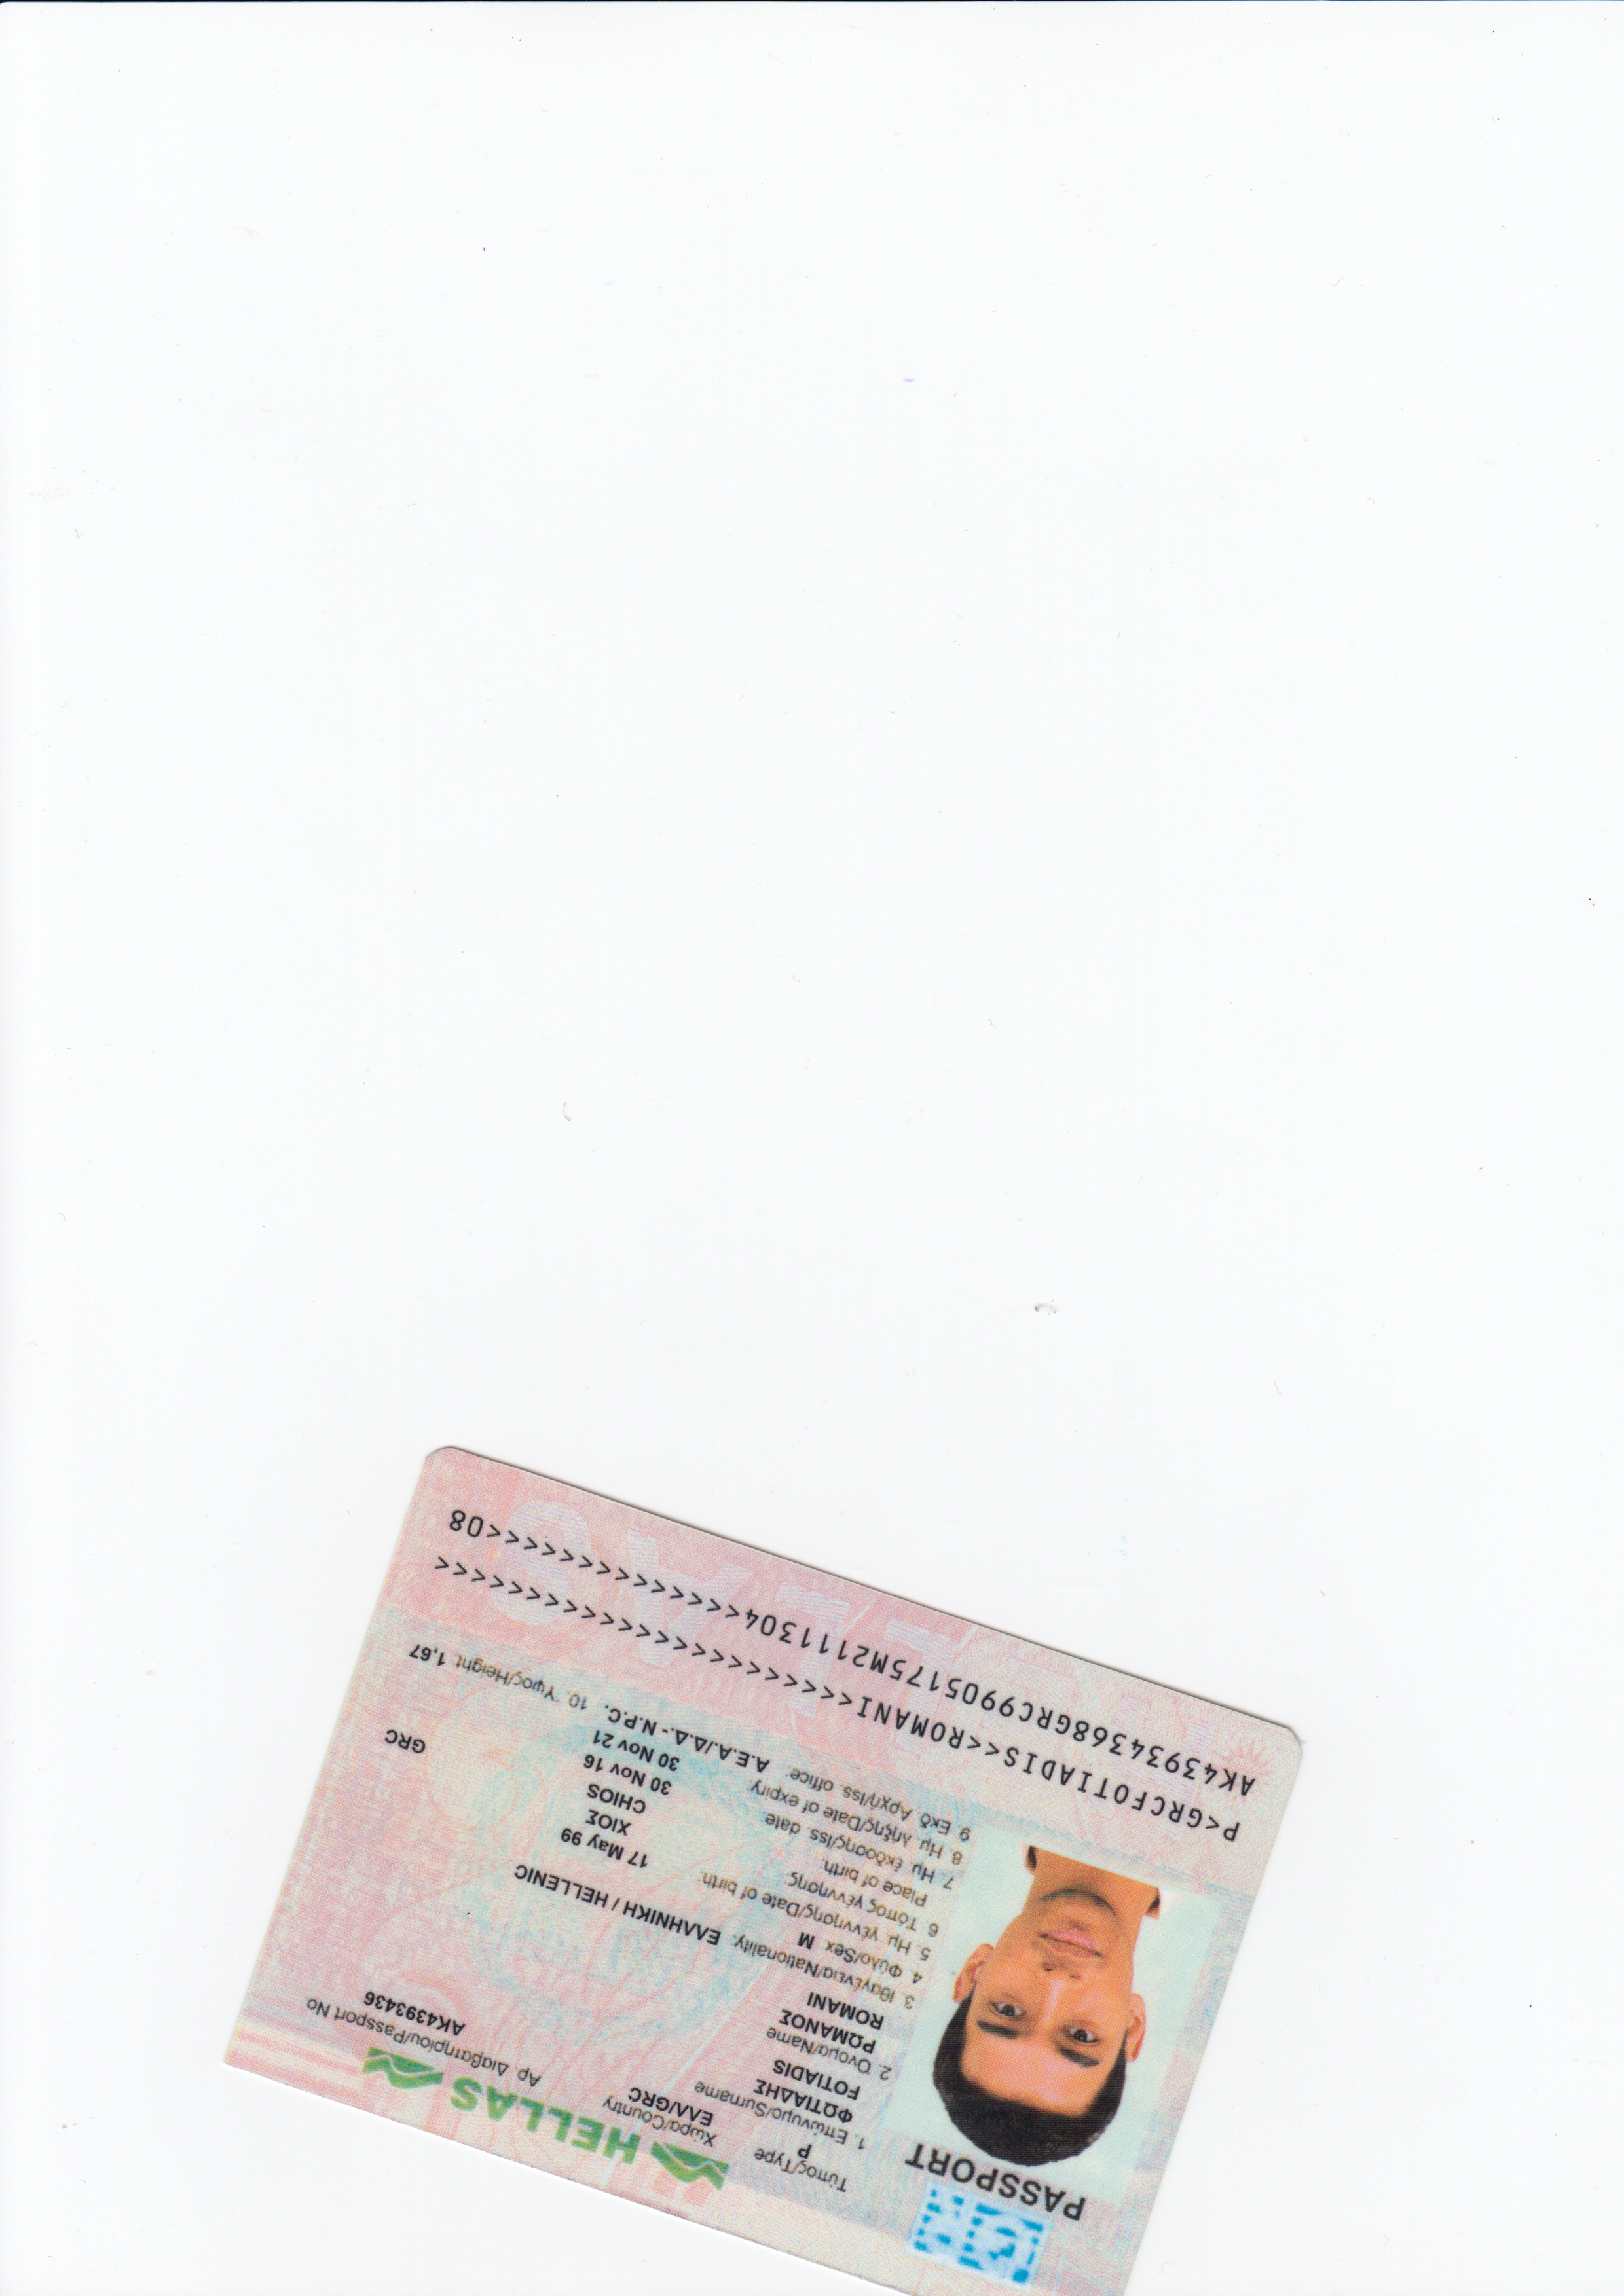 PASSPORT
HELLAS
Τύπος/Type
P
Χώρα/Country
ΕΛΛ/GRC
Αρ. Διαβατηρίου/Passport No
AK4393436
1. Επώνυμο/Surname
ΦΩΤΙΑΔΗΣ
FOTIADIS
2. Όνομα/Name
ΡΩΜΑΝΟΣ
ROMANI
3. Ιθαγένεια/Nationality. ΕΛΛΗΝΙΚΗ / HELLENIC
4. Φύλο/Sex M
5. Ημ. γέννησης/Date of birth. 17 May 99
6. Τόπος γέννησης. ΧΙΟΣ
Place of birth. CHIOS
7. Ημ. έκδοσης/Iss. date. 30 Nov 16
8. Ημ. λήξης/Date of expiry. 30 Nov 21
9. Εκδ. Αρχή/Iss. office. Α.Ε.Α/Δ.Δ.- N.P.C. 10. Ύψος/Height. 1,67
GRC
P<GRCFOTIADIS<<ROMANI<<<<<<<<<<<<<<<<<<<<<<<
AK43934368GRC9905175M2111304<<<<<<<<<<<<<<08